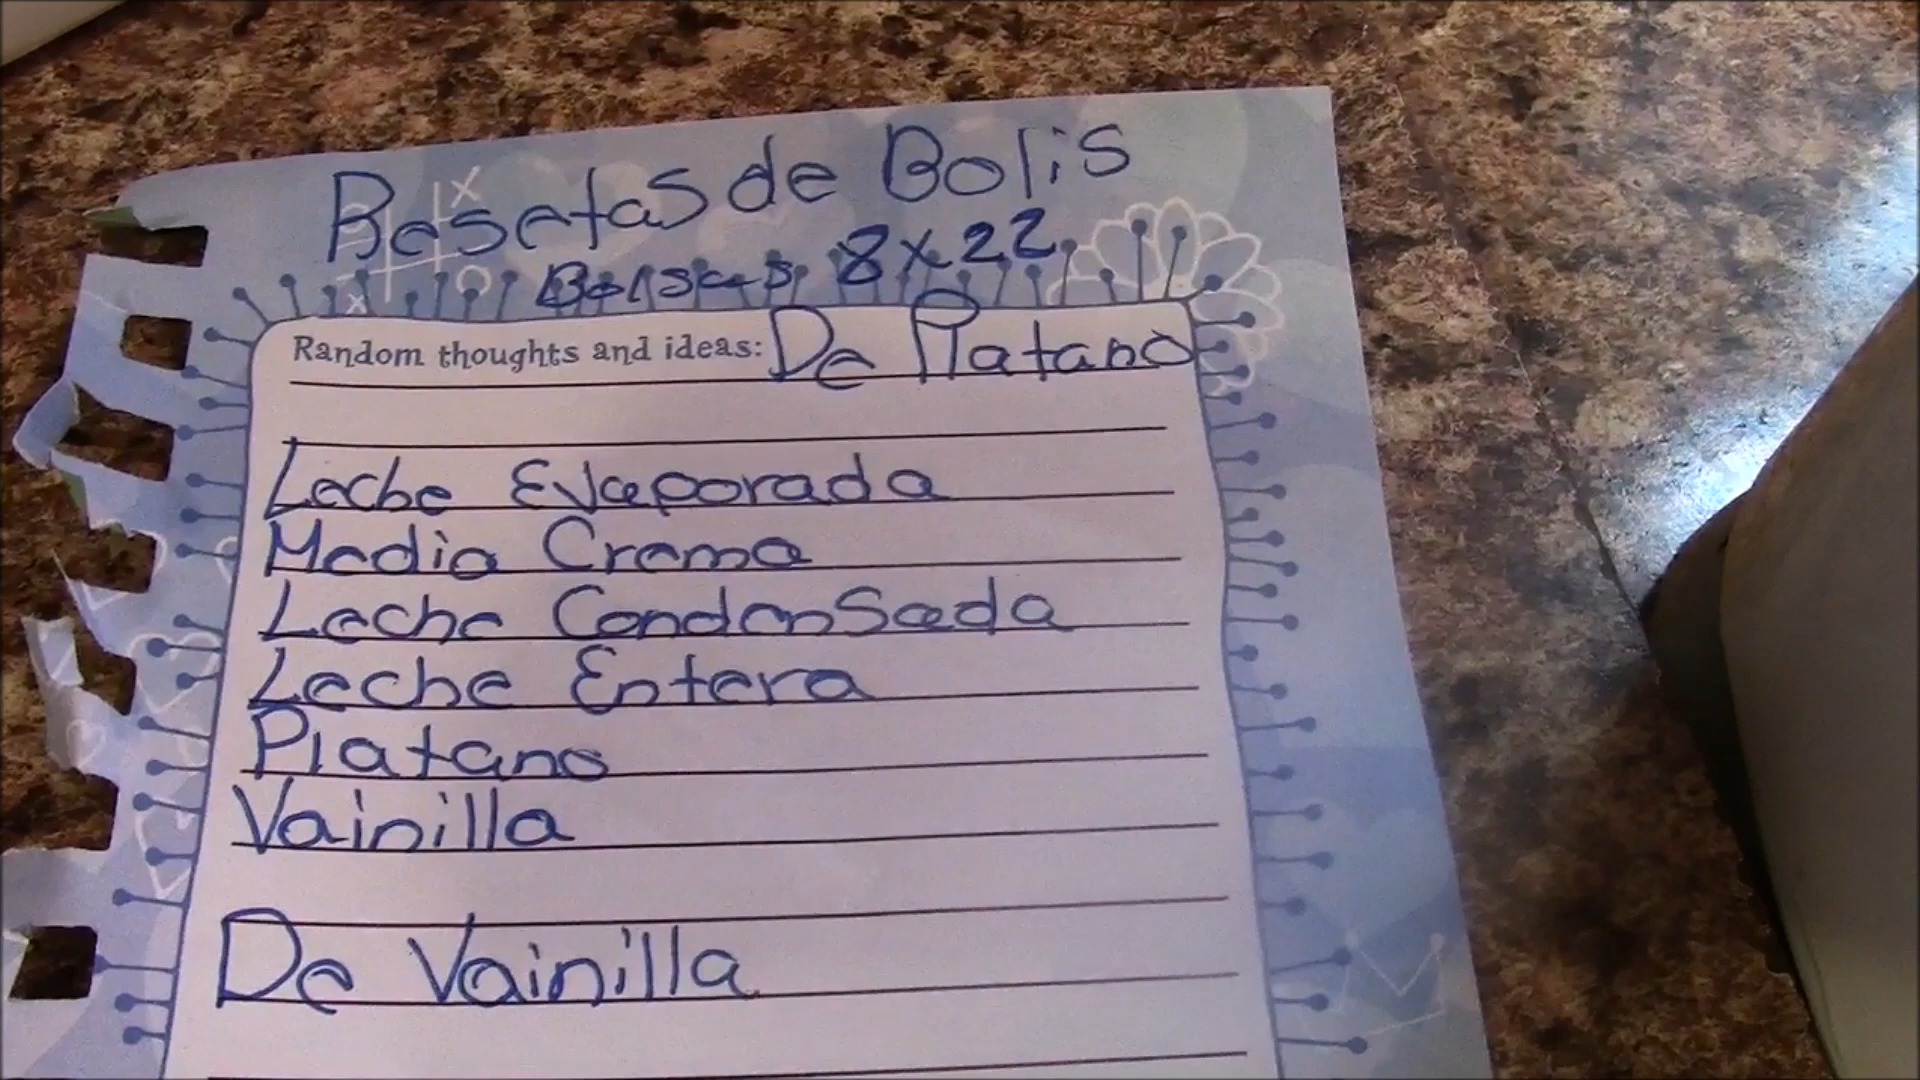 Resetas de Bolis
Bolsas 8x22
Random thoughts and ideas: De Platano
Leche Evaporada
Media Crema
Leche Condensada
Leche Entera
Platano
Vainilla
De Vainilla